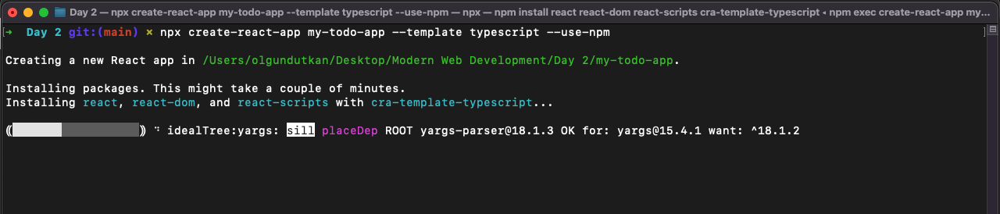 Day 2 — npx create-react-app my-todo-app --template typescript --use-npm — npx — npm install react react-dom react-scripts cra-template-typescript ◂ npm exec create-react-app my...
[➜  Day 2 git:(main) ✗ npx create-react-app my-todo-app --template typescript --use-npm ]
Creating a new React app in /Users/olgundutkan/Desktop/Modern Web Development/Day 2/my-todo-app.
Installing packages. This might take a couple of minutes.
Installing react, react-dom, and react-scripts with cra-template-typescript...
idealTree:yargs: sill placeDep ROOT yargs-parser@18.1.3 OK for: yargs@15.4.1 want: ^18.1.2